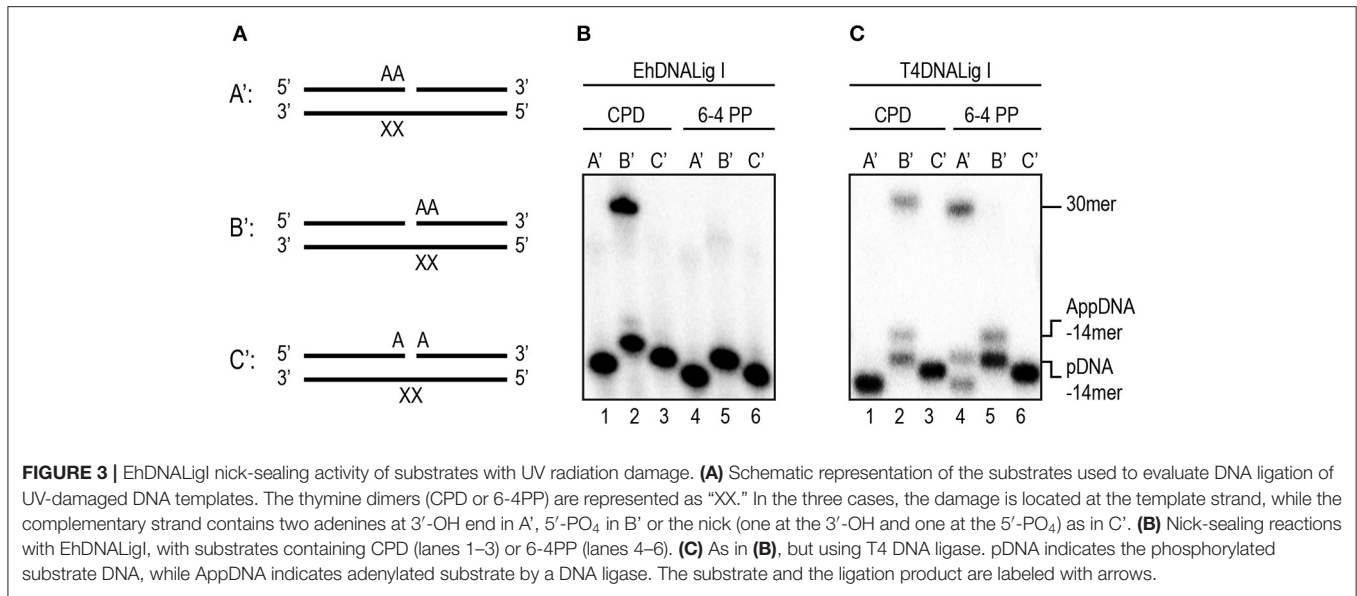 A
B
C
AA
A': 5' 3'
3' 5'
XX
AA
B': 5' 3'
3' 5'
XX
A A
C': 5' 3'
3' 5'
XX
EhDNALig I
CPD 6-4 PP
A' B' C' A' B' C'
1 2 3 4 5 6
T4DNALig I
CPD 6-4 PP
A' B' C' A' B' C'
30mer
AppDNA
-14mer
pDNA
-14mer
1 2 3 4 5 6
FIGURE 3 | EhDNALigI nick-sealing activity of substrates with UV radiation damage. (A) Schematic representation of the substrates used to evaluate DNA ligation of
UV-damaged DNA templates. The thymine dimers (CPD or 6-4PP) are represented as “XX.” In the three cases, the damage is located at the template strand, while the
complementary strand contains two adenines at 3′-OH end in A′, 5′-PO₄ in B′ or the nick (one at the 3′-OH and one at the 5′-PO₄) as in C′. (B) Nick-sealing reactions
with EhDNALigI, with substrates containing CPD (lanes 1–3) or 6-4PP (lanes 4–6). (C) As in (B), but using T4 DNA ligase. pDNA indicates the phosphorylated
substrate DNA, while AppDNA indicates adenylated substrate by a DNA ligase. The substrate and the ligation product are labeled with arrows.